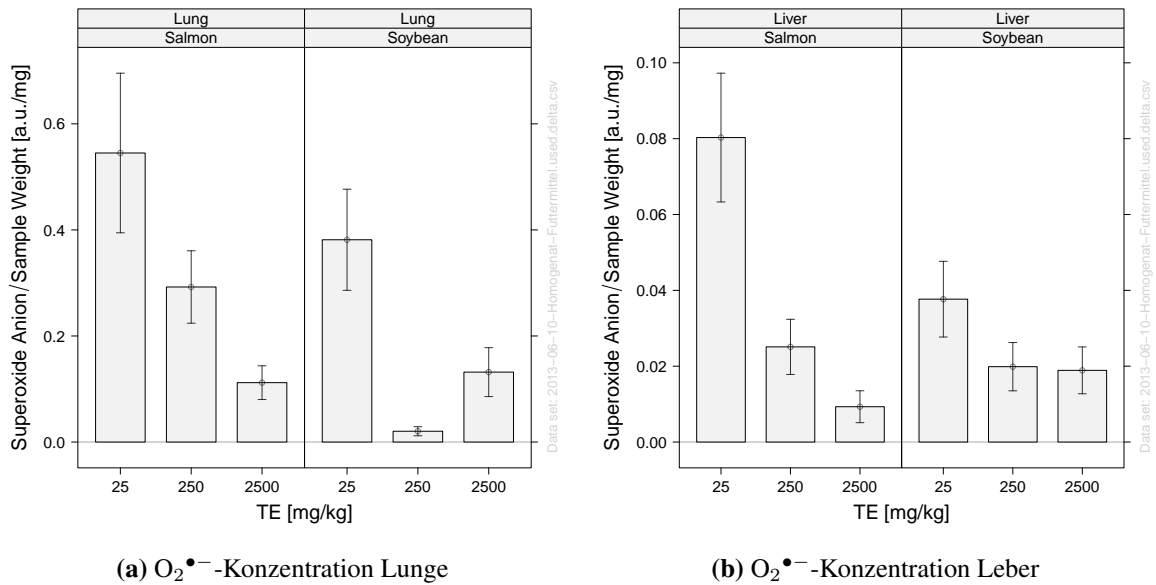 Lung Lung
Salmon Soybean
Superoxide Anion/Sample Weight [a.u./mg]
0.6
0.4
0.2
0.0
25 250 2500 25 250 2500
TE [mg/kg]
Data set: 2013−06−10−Homogenat−Futtermittel.used.delta.csv
(a) O₂•−-Konzentration Lunge
Liver Liver
Salmon Soybean
Superoxide Anion/Sample Weight [a.u./mg]
0.10
0.08
0.06
0.04
0.02
0.00
25 250 2500 25 250 2500
TE [mg/kg]
Data set: 2013−06−10−Homogenat−Futtermittel.used.delta.csv
(b) O₂•−-Konzentration Leber